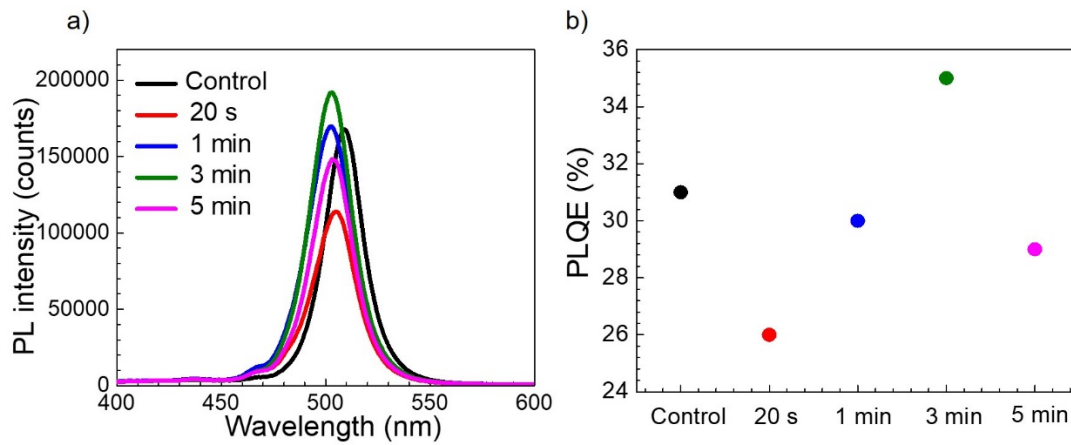 a)
PL intensity (counts)
200000
150000
100000
50000
0
Control
20 s
1 min
3 min
5 min
400
450
500
550
600
Wavelength (nm)
b)
PLQE (%)
36
34
32
30
28
26
24
Control
20 s
1 min
3 min
5 min